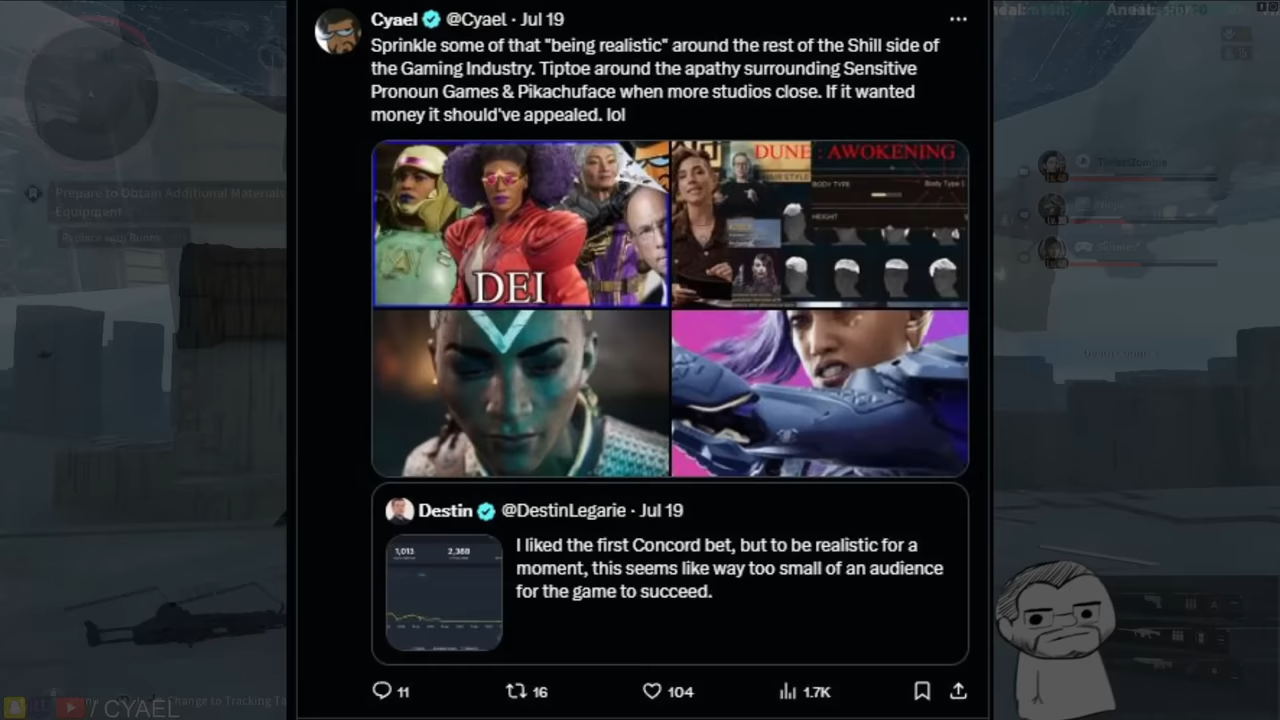 Cyael @Cyael · Jul 19
Sprinkle some of that "being realistic" around the rest of the Shill side of
the Gaming Industry. Tiptoe around the apathy surrounding Sensitive
Pronoun Games & Pikachuface when more studios close. If it wanted
money it should've appealed. lol
DEI
DUNE : AWOKENING
BODY TYPE
HEIGHT
Destin @DestinLegarie · Jul 19
1,013 2,388
I liked the first Concord bet, but to be realistic for a
moment, this seems like way too small of an audience
for the game to succeed.
11 16 104 1.7K
Prepare to Obtain Additional Materials
Equipment
Change to Tracking Ta
/ CYAEL